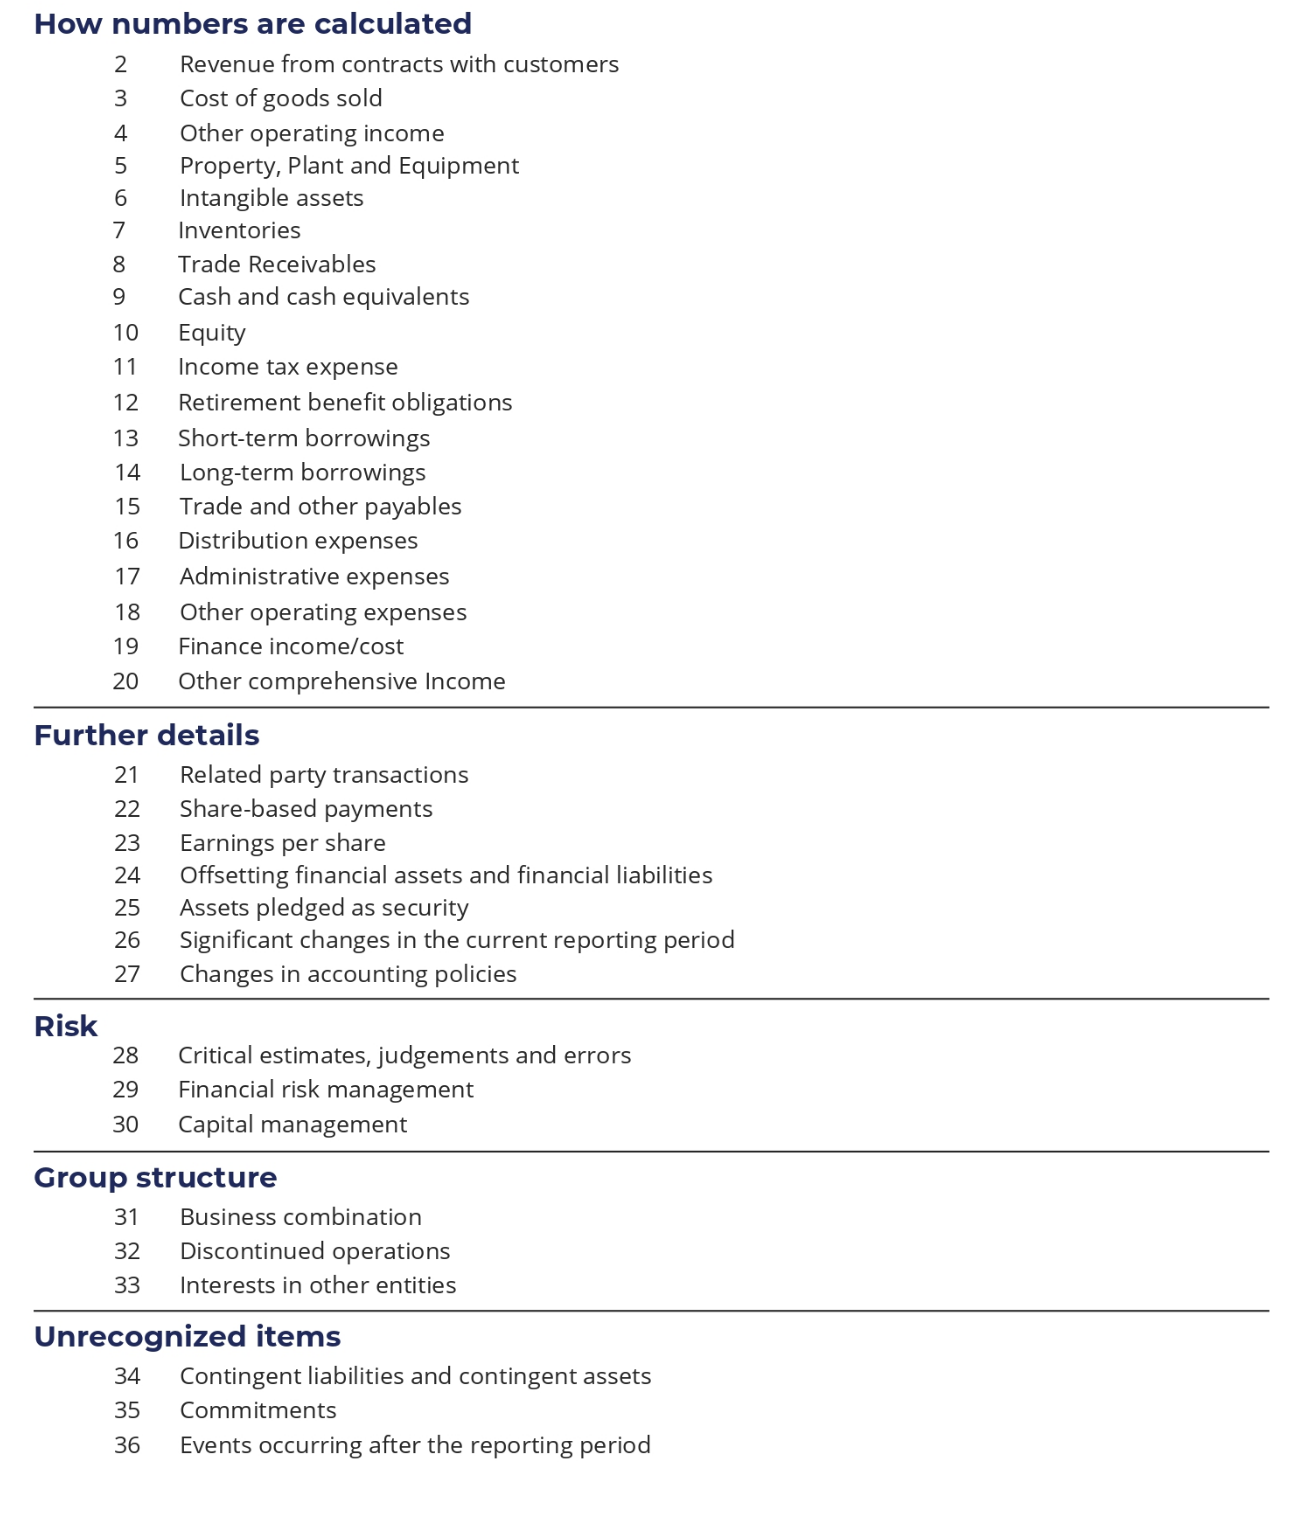 How numbers are calculated
2 Revenue from contracts with customers
3 Cost of goods sold
4 Other operating income
5 Property, Plant and Equipment
6 Intangible assets
7 Inventories
8 Trade Receivables
9 Cash and cash equivalents
10 Equity
11 Income tax expense
12 Retirement benefit obligations
13 Short-term borrowings
14 Long-term borrowings
15 Trade and other payables
16 Distribution expenses
17 Administrative expenses
18 Other operating expenses
19 Finance income/cost
20 Other comprehensive Income
Further details
21 Related party transactions
22 Share-based payments
23 Earnings per share
24 Offsetting financial assets and financial liabilities
25 Assets pledged as security
26 Significant changes in the current reporting period
27 Changes in accounting policies
Risk
28 Critical estimates, judgements and errors
29 Financial risk management
30 Capital management
Group structure
31 Business combination
32 Discontinued operations
33 Interests in other entities
Unrecognized items
34 Contingent liabilities and contingent assets
35 Commitments
36 Events occurring after the reporting period